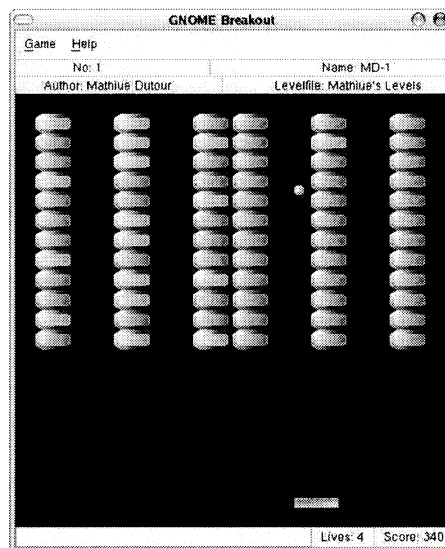 GNOME Breakout
Game Help
No: 1 Name: MD-1
Author: Mathiue Dutour Levelfile: Mathiue's Levels
Lives: 4 Score: 340